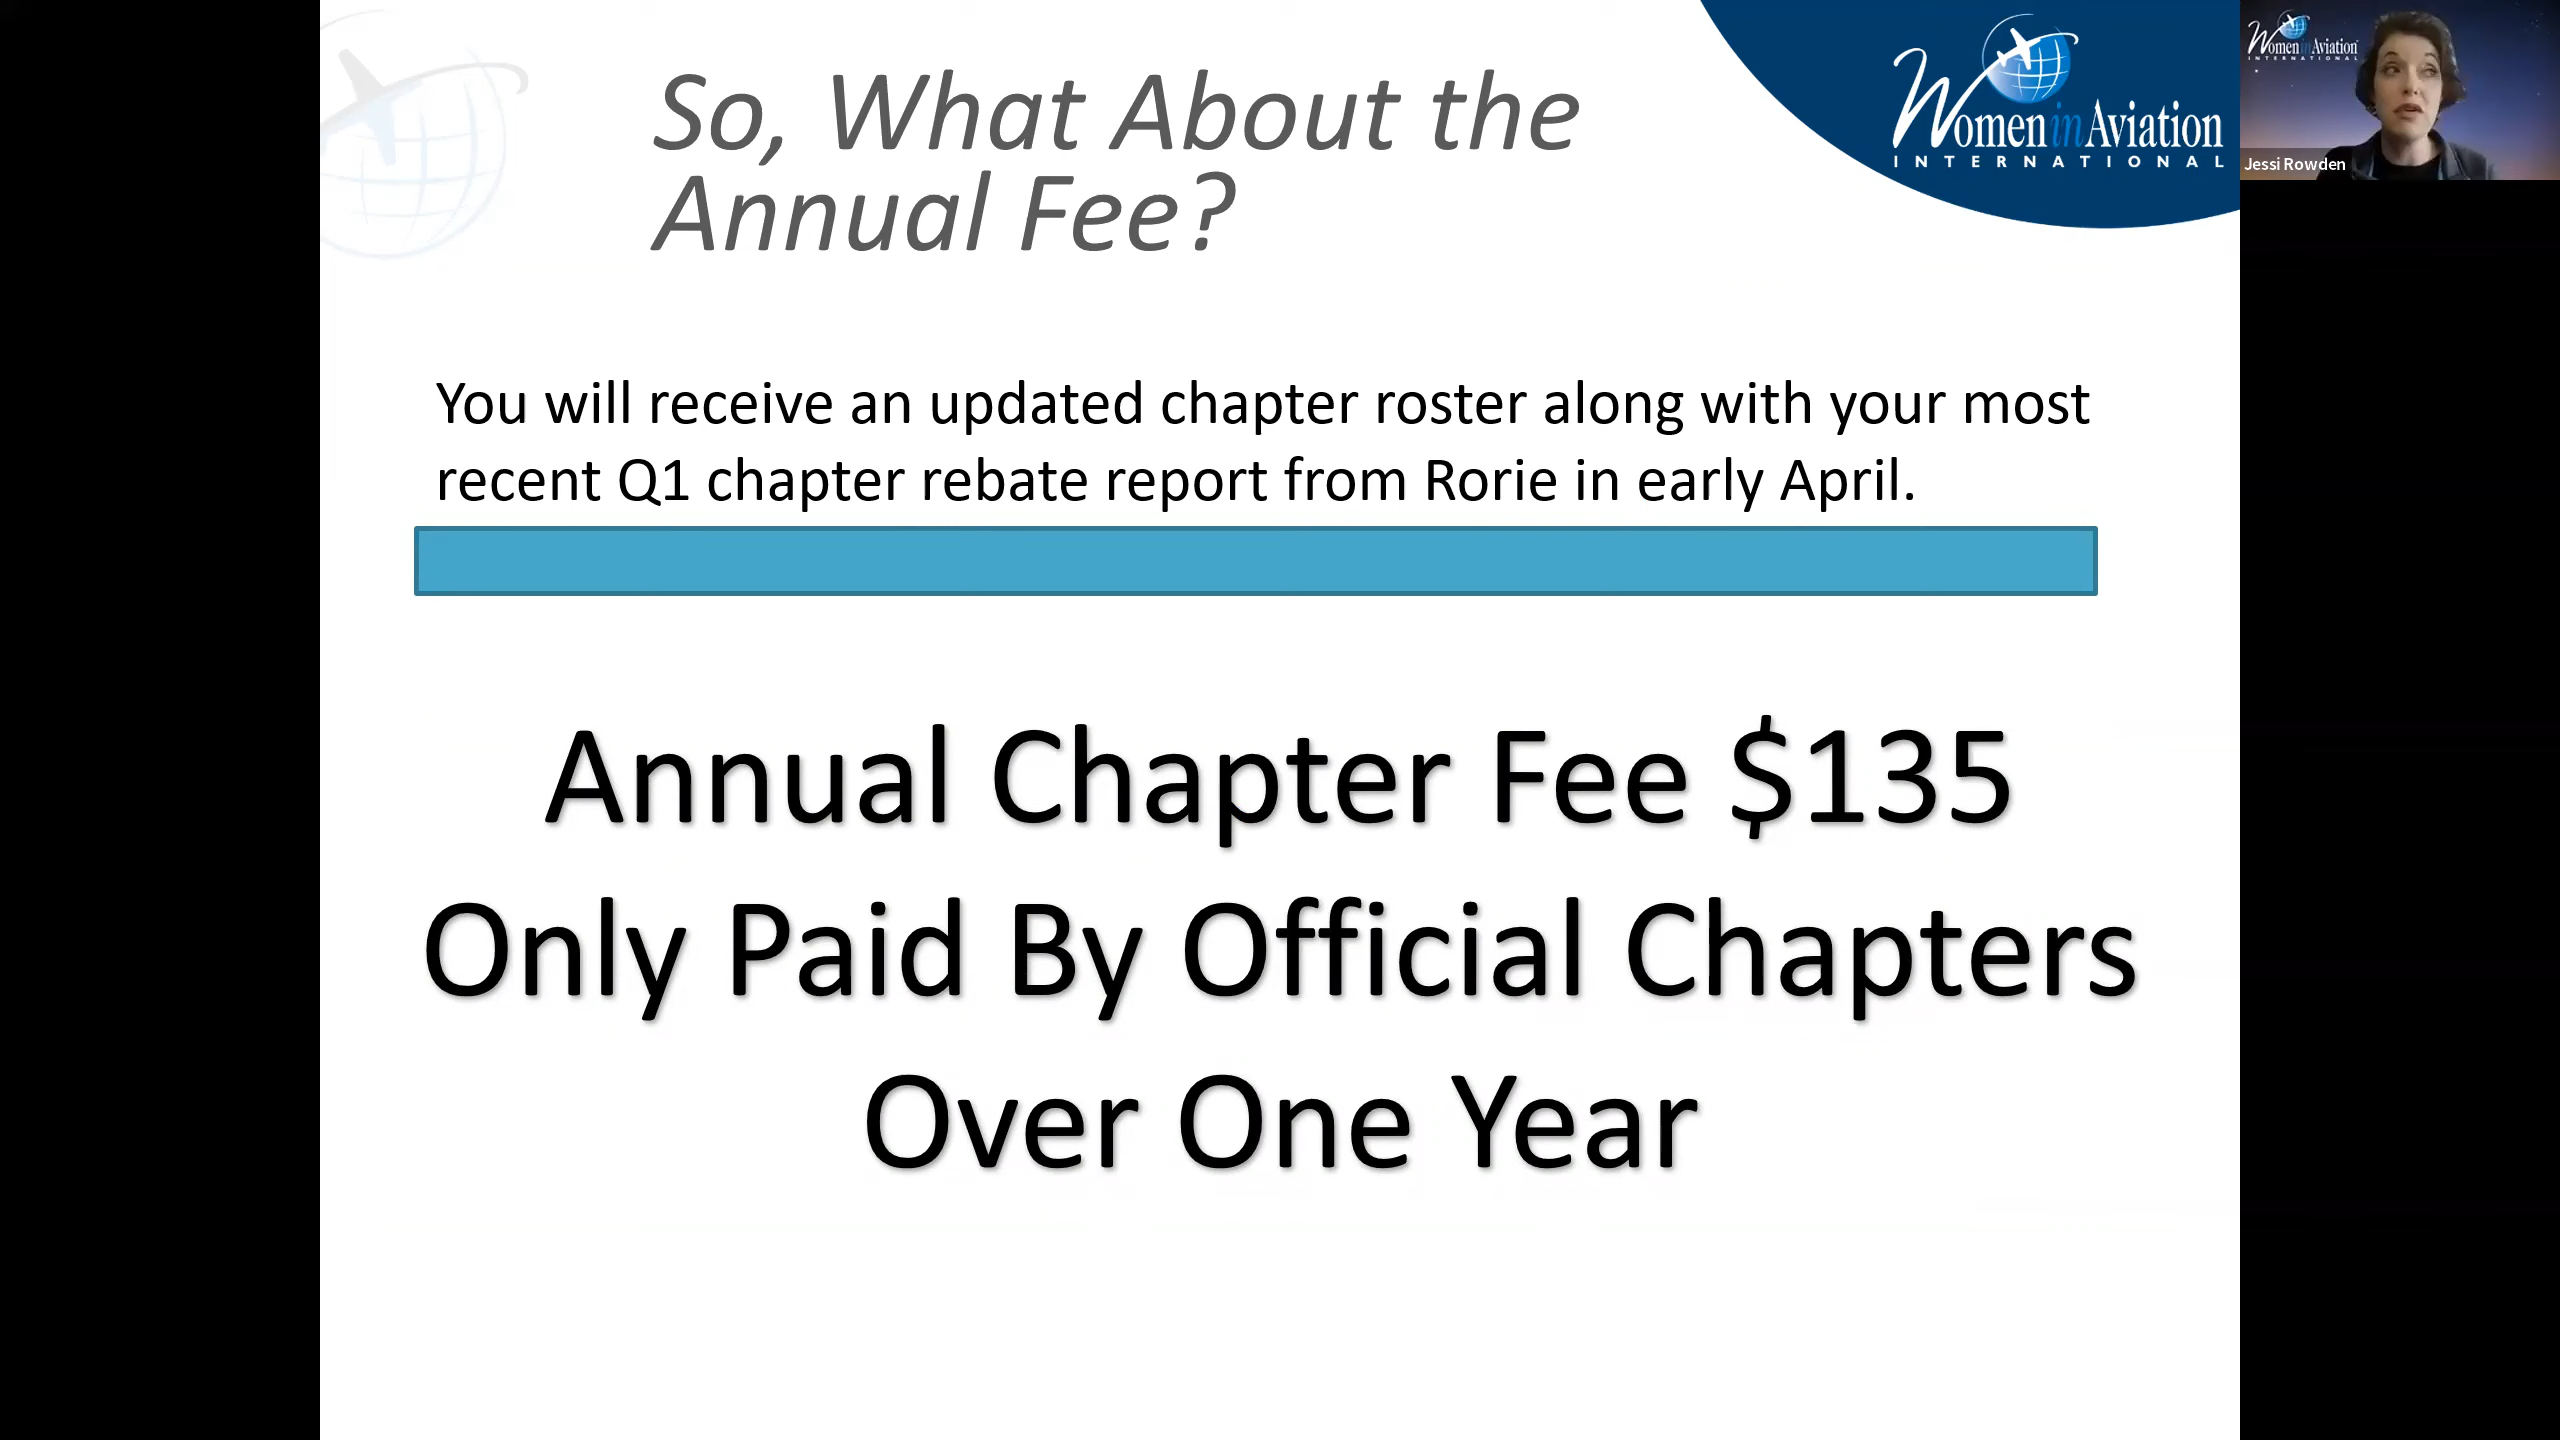 So, What About the
Annual Fee?
Women in Aviation
INTERNATIONAL
Women in Aviation
INTERNATIONAL
Jessi Rowden
You will receive an updated chapter roster along with your most
recent Q1 chapter rebate report from Rorie in early April.
Annual Chapter Fee $135
Only Paid By Official Chapters
Over One Year